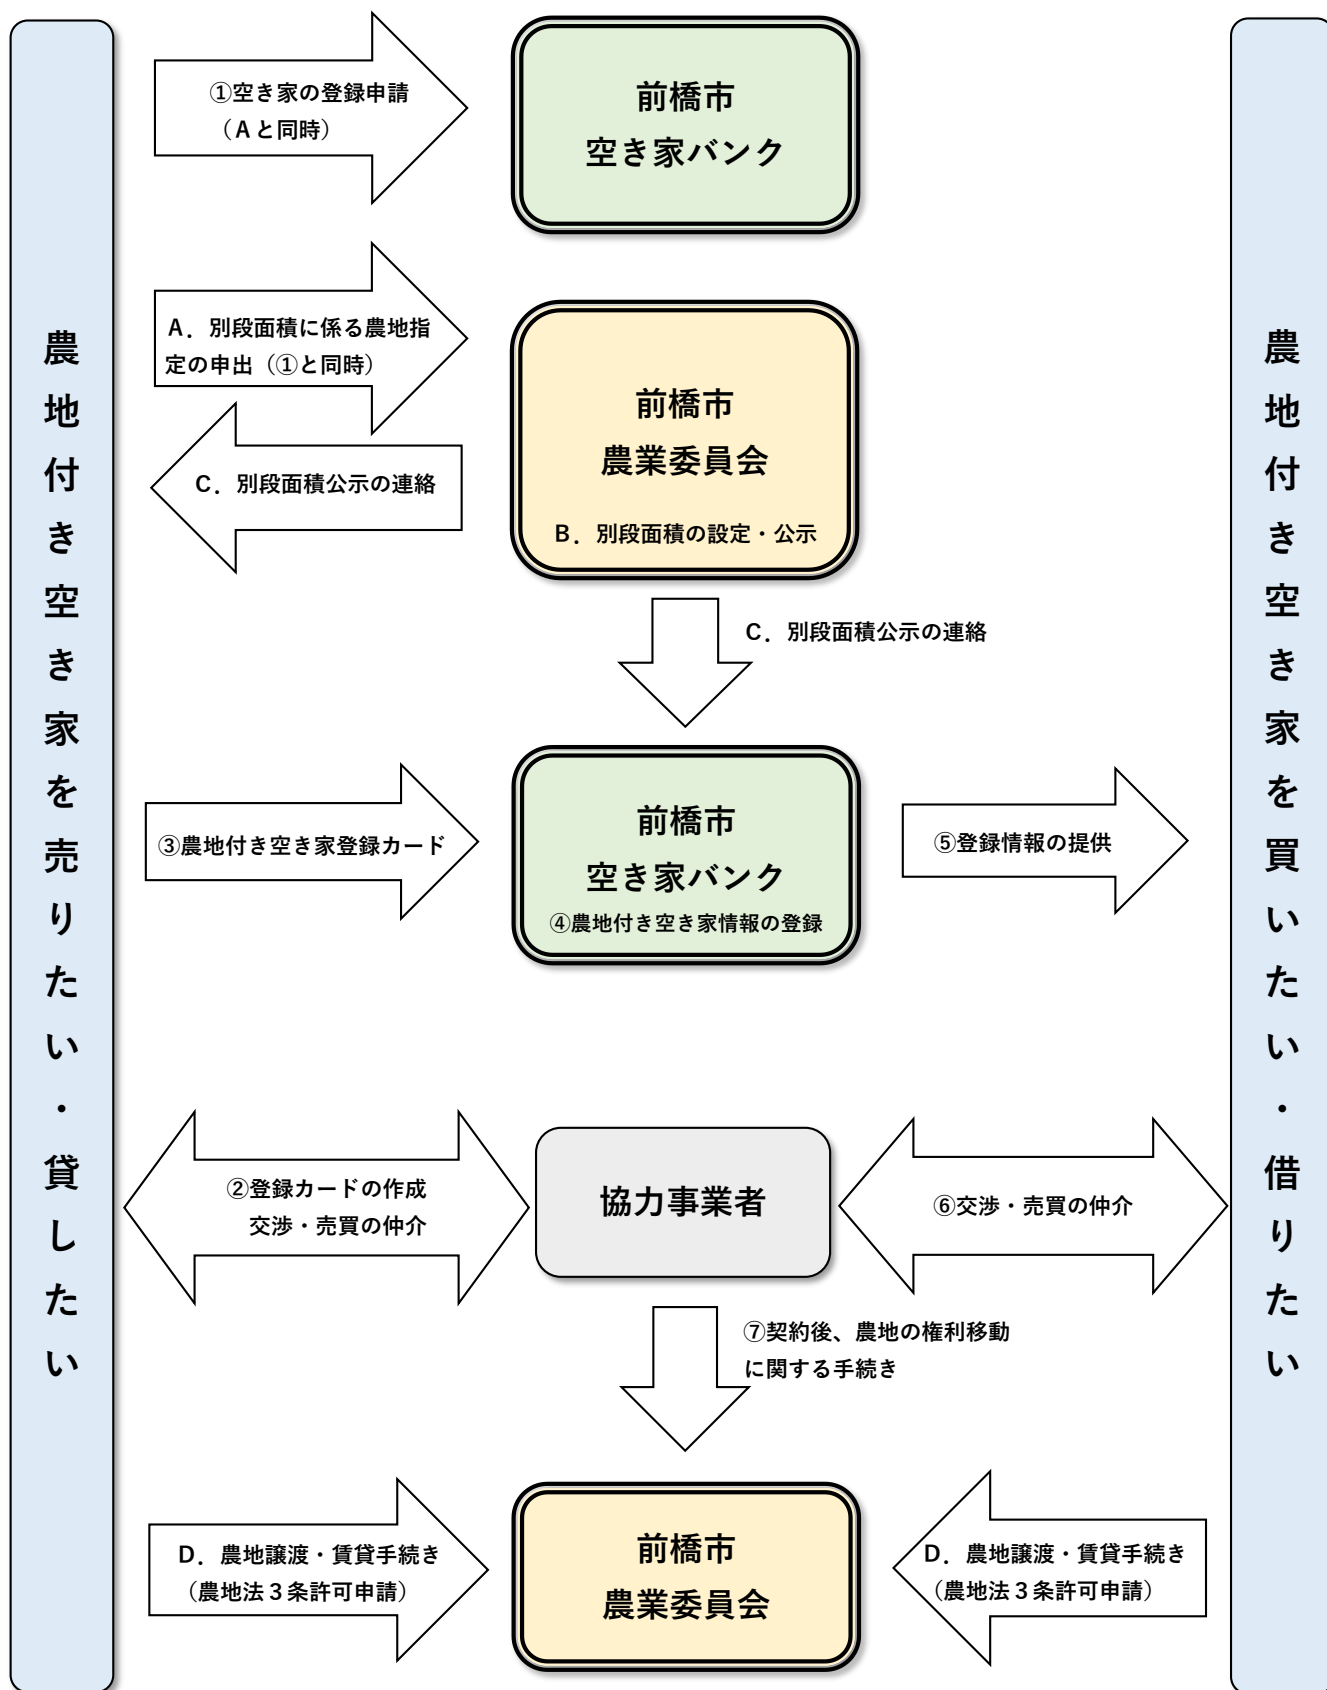 農地付き空き家を売りたい・貸したい
①空き家の登録申請
（Aと同時）
前橋市
空き家バンク
A．別段面積に係る農地指
定の申出（①と同時）
C．別段面積公示の連絡
前橋市
農業委員会
B．別段面積の設定・公示
C．別段面積公示の連絡
③農地付き空き家登録カード
前橋市
空き家バンク
④農地付き空き家情報の登録
⑤登録情報の提供
②登録カードの作成
交渉・売買の仲介
協力事業者
⑥交渉・売買の仲介
⑦契約後、農地の権利移動
に関する手続き
D．農地譲渡・賃貸手続き
（農地法３条許可申請）
前橋市
農業委員会
D．農地譲渡・賃貸手続き
（農地法３条許可申請）
農地付き空き家を買いたい・借りたい